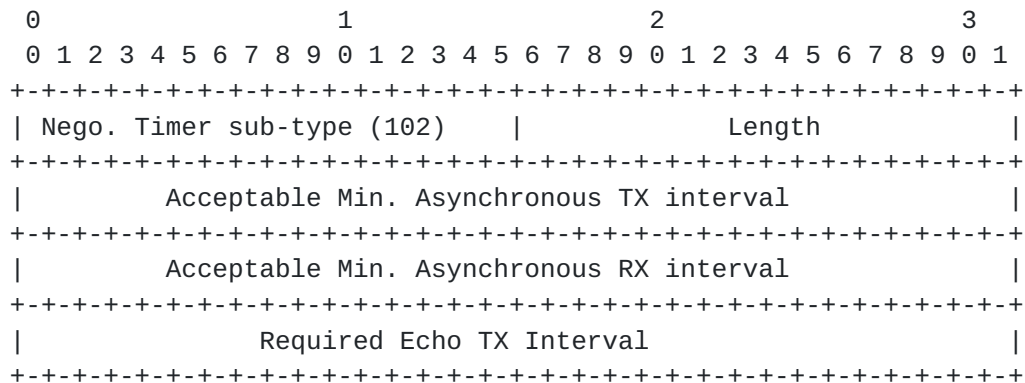 0                   1                   2                   3
 0 1 2 3 4 5 6 7 8 9 0 1 2 3 4 5 6 7 8 9 0 1 2 3 4 5 6 7 8 9 0 1
+-+-+-+-+-+-+-+-+-+-+-+-+-+-+-+-+-+-+-+-+-+-+-+-+-+-+-+-+-+-+-+-+
| Nego. Timer sub-type (102)    |             Length            |
+-+-+-+-+-+-+-+-+-+-+-+-+-+-+-+-+-+-+-+-+-+-+-+-+-+-+-+-+-+-+-+-+
|         Acceptable Min. Asynchronous TX interval              |
+-+-+-+-+-+-+-+-+-+-+-+-+-+-+-+-+-+-+-+-+-+-+-+-+-+-+-+-+-+-+-+-+
|         Acceptable Min. Asynchronous RX interval              |
+-+-+-+-+-+-+-+-+-+-+-+-+-+-+-+-+-+-+-+-+-+-+-+-+-+-+-+-+-+-+-+-+
|               Required Echo TX Interval                       |
+-+-+-+-+-+-+-+-+-+-+-+-+-+-+-+-+-+-+-+-+-+-+-+-+-+-+-+-+-+-+-+-+